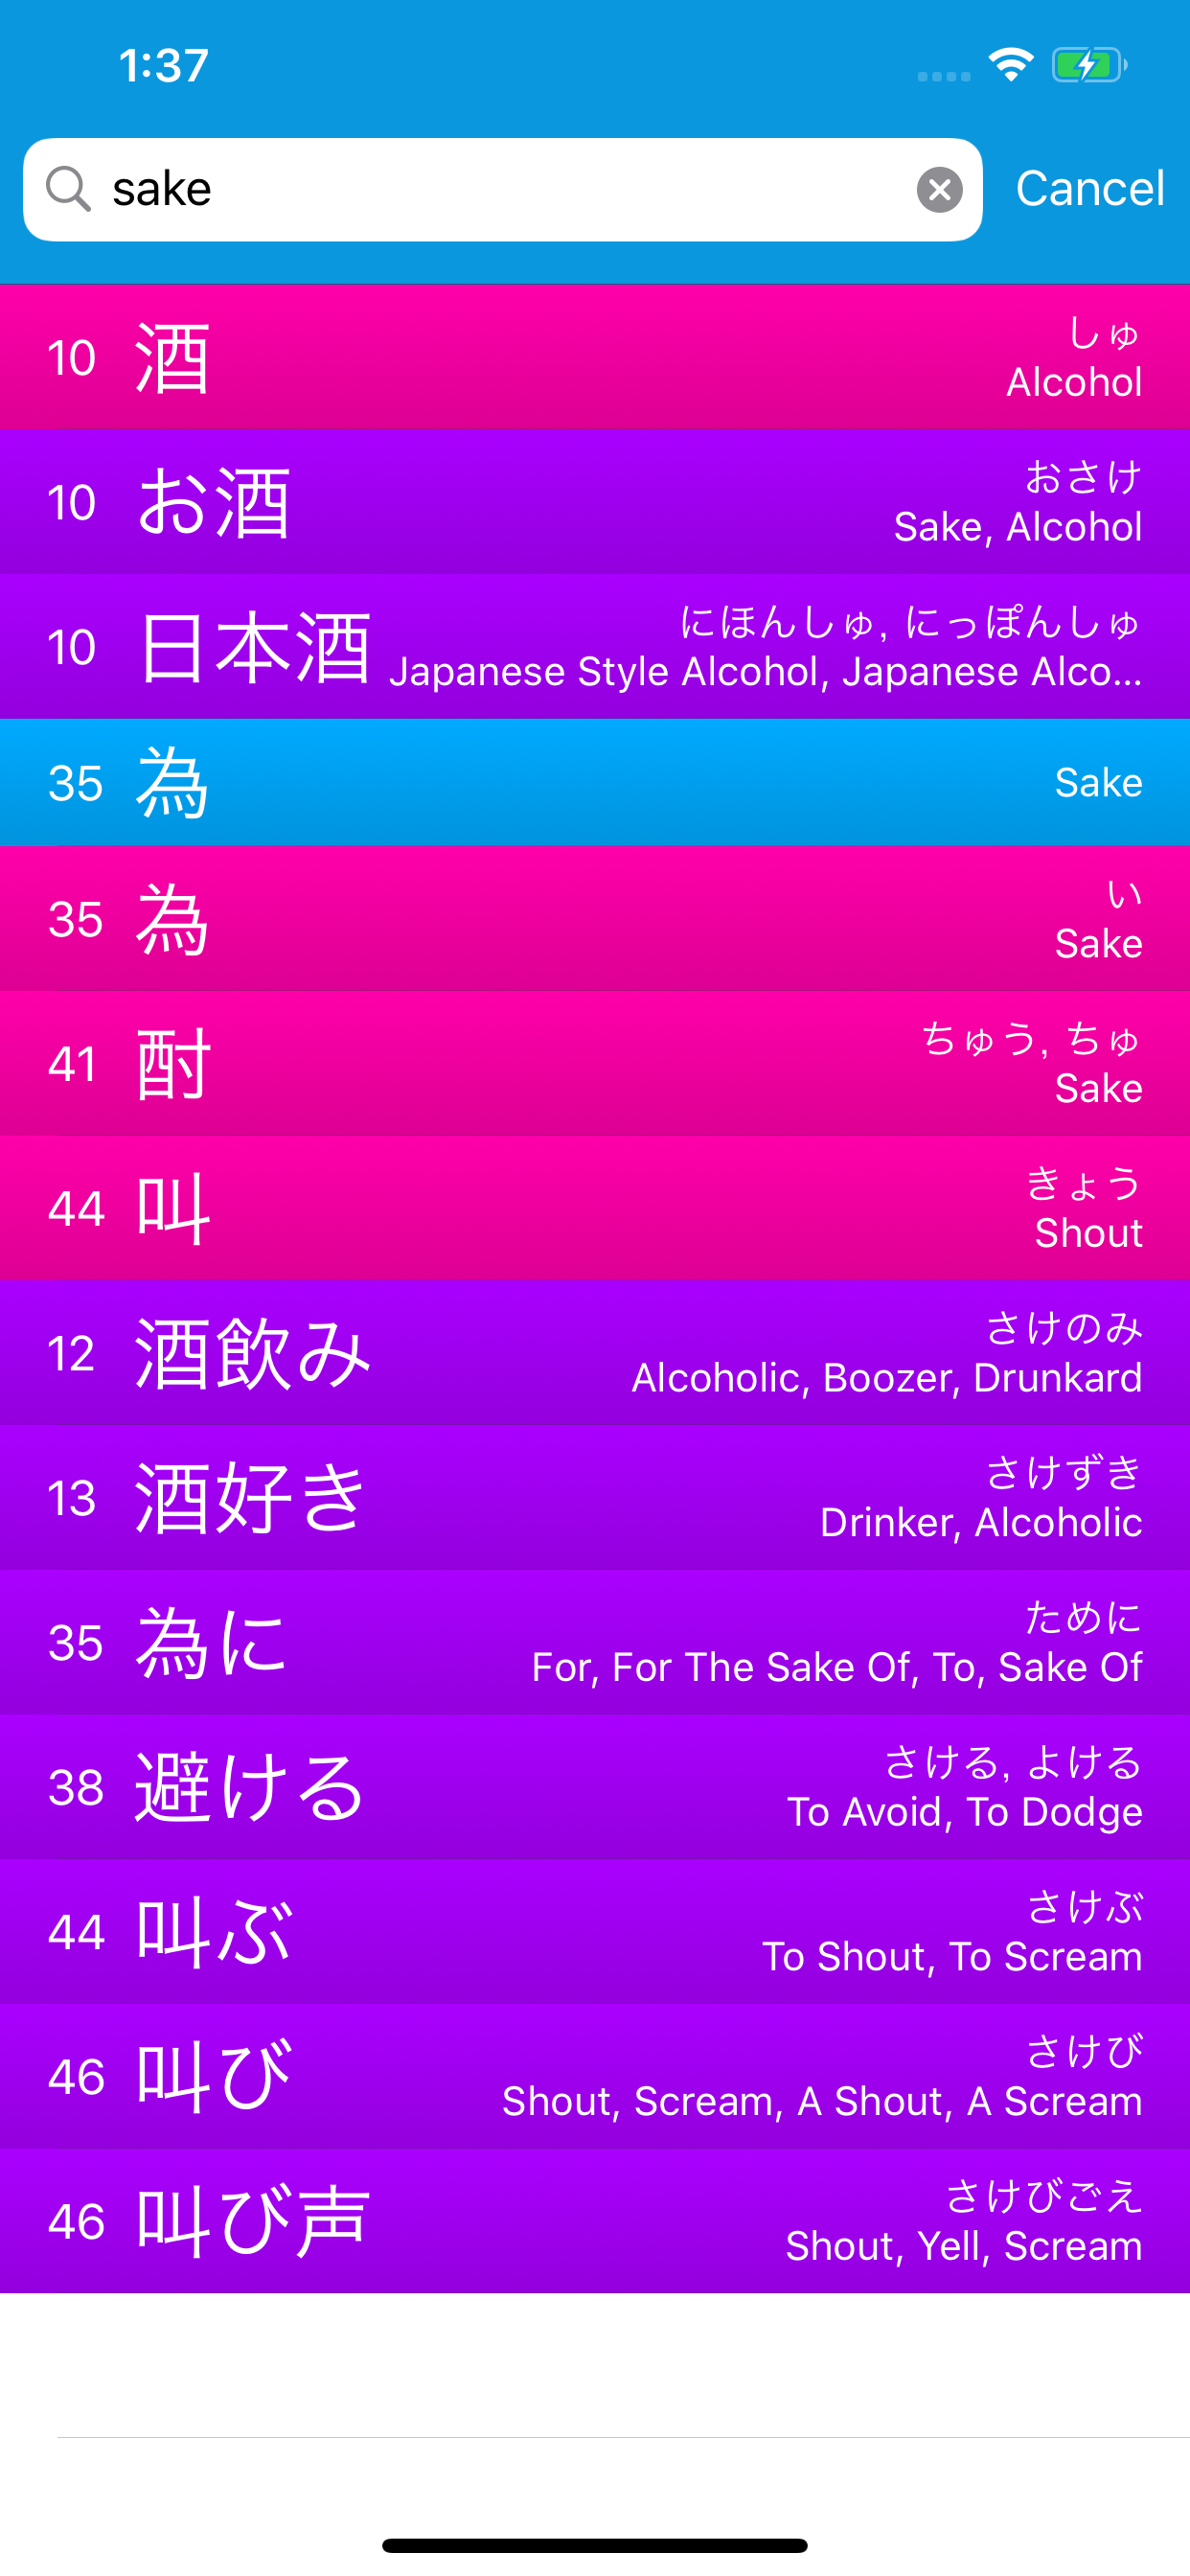 1:37
sake
Cancel
10 酒 しゅ
Alcohol
10 お酒 おさけ
Sake, Alcohol
10 日本酒 にほんしゅ, にっぽんしゅ
Japanese Style Alcohol, Japanese Alco...
35 為 Sake
35 為 い
Sake
41 酎 ちゅう, ちゅ
Sake
44 叫 きょう
Shout
12 酒飲み さけのみ
Alcoholic, Boozer, Drunkard
13 酒好き さけずき
Drinker, Alcoholic
35 為に ために
For, For The Sake Of, To, Sake Of
38 避ける さける, よける
To Avoid, To Dodge
44 叫ぶ さけぶ
To Shout, To Scream
46 叫び さけび
Shout, Scream, A Shout, A Scream
46 叫び声 さけびごえ
Shout, Yell, Scream